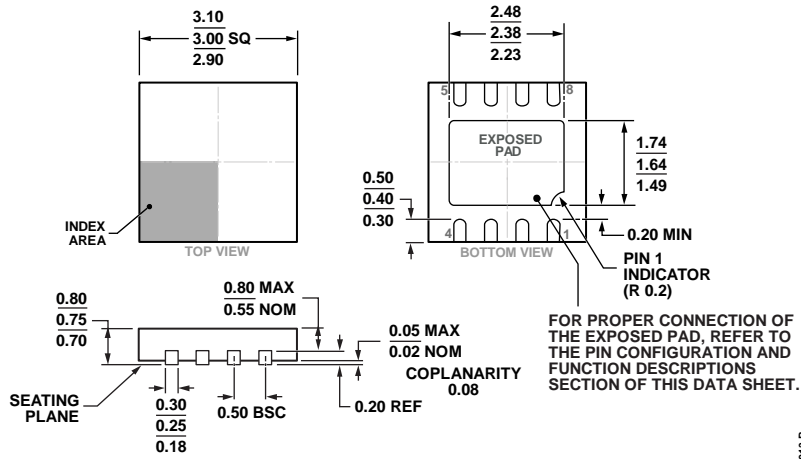 3.10
3.00 SQ
2.90
2.48
2.38
2.23
5
8
EXPOSED
PAD
1.74
1.64
1.49
0.50
0.40
0.30
INDEX
AREA
TOP VIEW
4
1
BOTTOM VIEW
0.20 MIN
PIN 1
INDICATOR
(R 0.2)
0.80
0.75
0.70
0.80 MAX
0.55 NOM
0.05 MAX
0.02 NOM
COPLANARITY
0.08
FOR PROPER CONNECTION OF
THE EXPOSED PAD, REFER TO
THE PIN CONFIGURATION AND
FUNCTION DESCRIPTIONS
SECTION OF THIS DATA SHEET.
SEATING
PLANE
0.30
0.25
0.18
0.50 BSC
0.20 REF